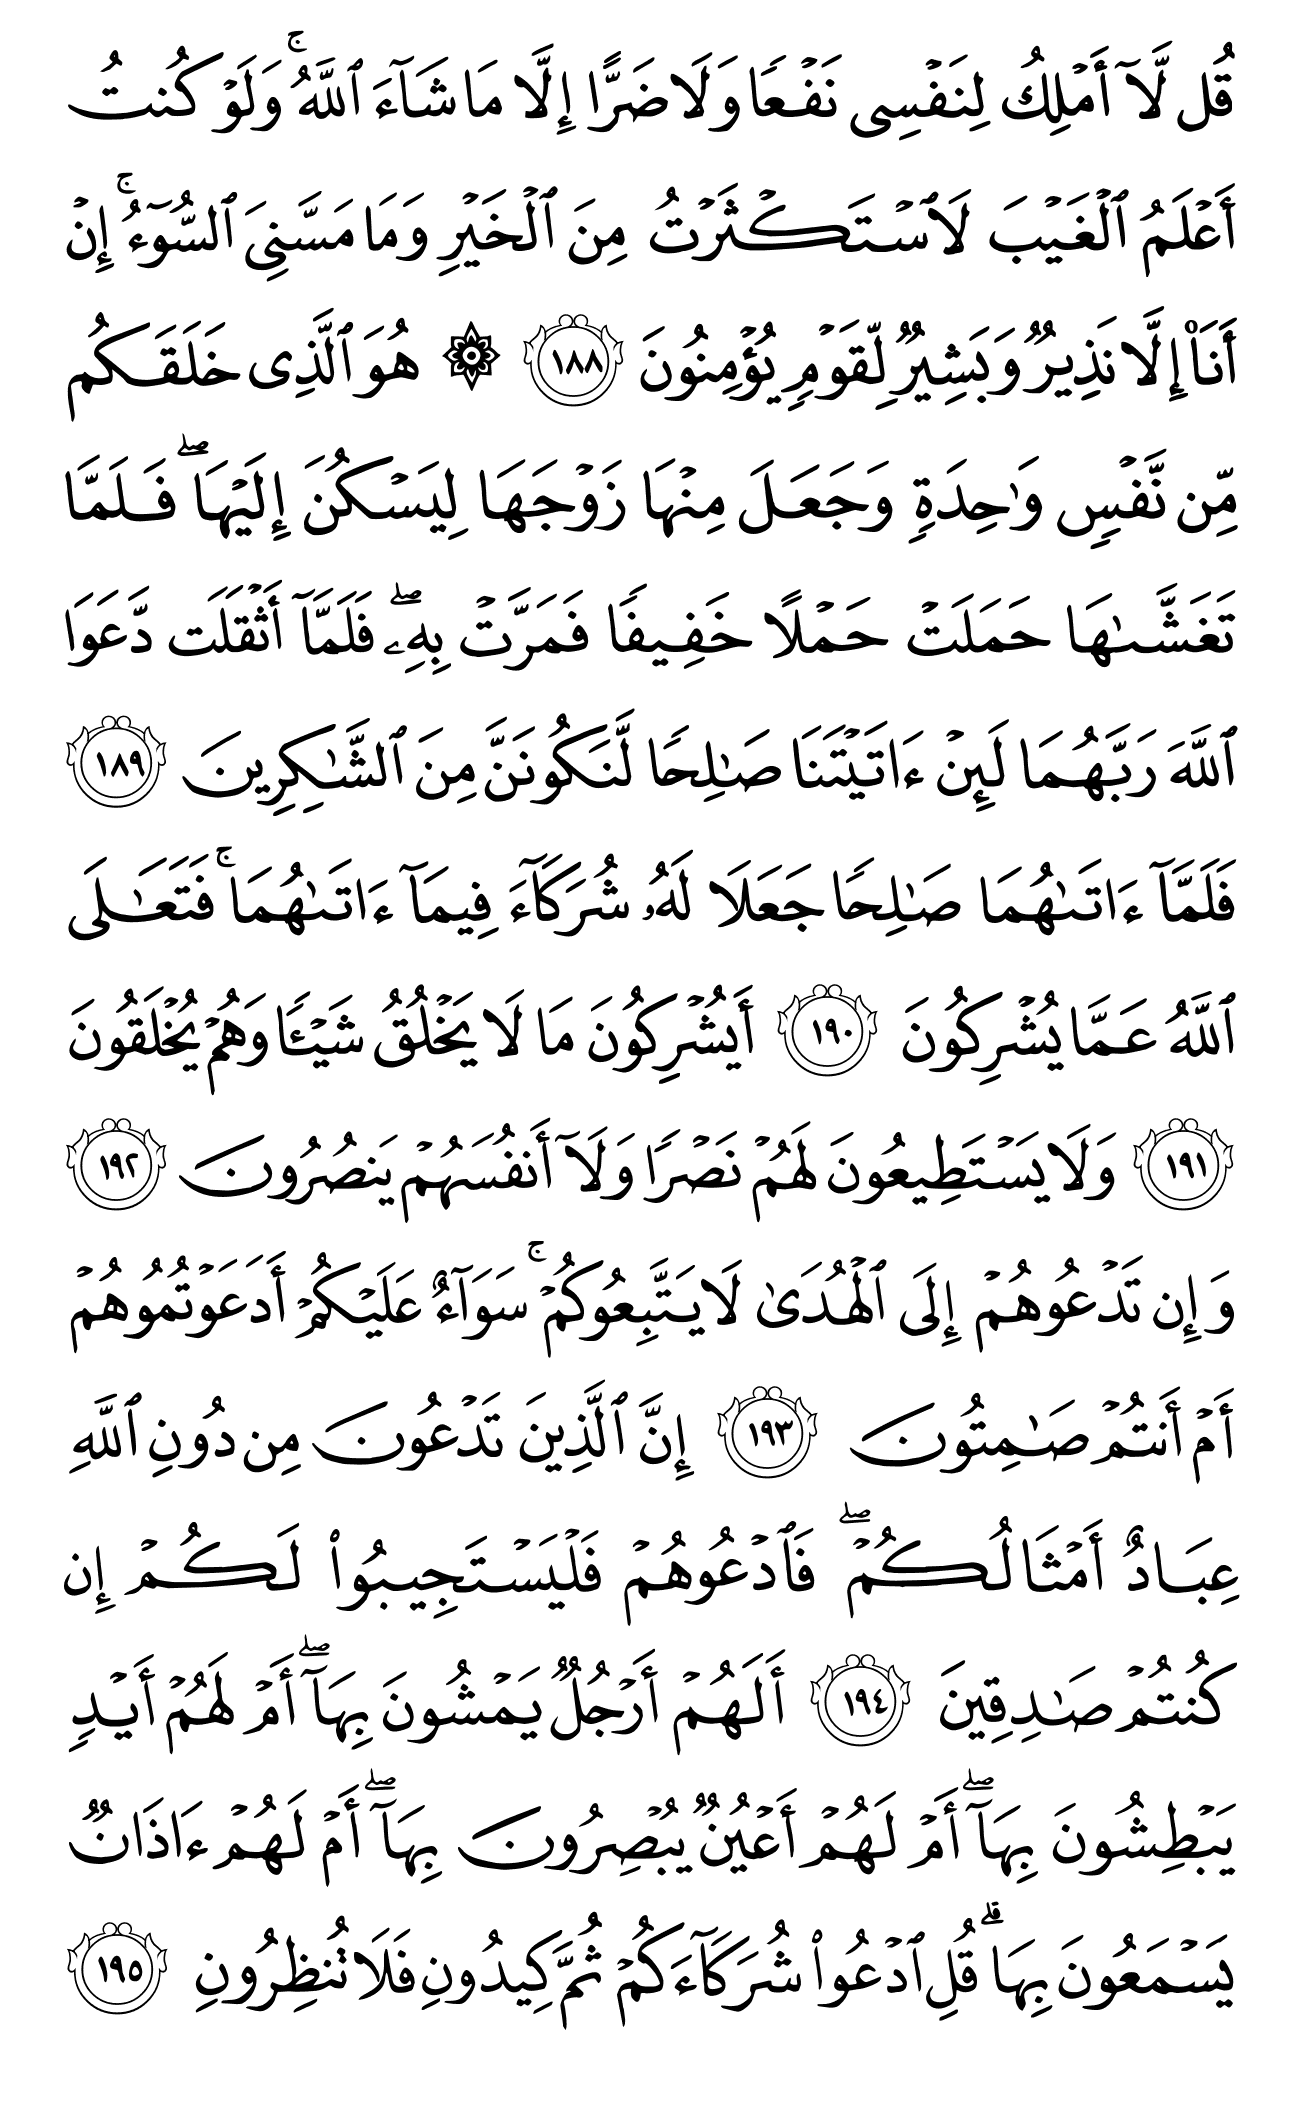 قُل لَّآ أَمۡلِكُ لِنَفۡسِي نَفۡعٗا وَلَا ضَرًّا إِلَّا مَا شَآءَ ٱللَّهُۚ وَلَوۡ كُنتُ
أَعۡلَمُ ٱلۡغَيۡبَ لَٱسۡتَكۡثَرۡتُ مِنَ ٱلۡخَيۡرِ وَمَا مَسَّنِيَ ٱلسُّوٓءُۚ إِنۡ
أَنَا۠ إِلَّا نَذِيرٞ وَبَشِيرٞ لِّقَوۡمٖ يُؤۡمِنُونَ ١٨٨ ۞ هُوَ ٱلَّذِي خَلَقَكُم
مِّن نَّفۡسٖ وَٰحِدَةٖ وَجَعَلَ مِنۡهَا زَوۡجَهَا لِيَسۡكُنَ إِلَيۡهَاۖ فَلَمَّا
تَغَشَّىٰهَا حَمَلَتۡ حَمۡلًا خَفِيفٗا فَمَرَّتۡ بِهِۦۖ فَلَمَّآ أَثۡقَلَت دَّعَوَا
ٱللَّهَ رَبَّهُمَا لَئِنۡ ءَاتَيۡتَنَا صَٰلِحٗا لَّنَكُونَنَّ مِنَ ٱلشَّٰكِرِينَ ١٨٩
فَلَمَّآ ءَاتَىٰهُمَا صَٰلِحٗا جَعَلَا لَهُۥ شُرَكَآءَ فِيمَآ ءَاتَىٰهُمَاۚ فَتَعَٰلَى
ٱللَّهُ عَمَّا يُشۡرِكُونَ ١٩٠ أَيُشۡرِكُونَ مَا لَا يَخۡلُقُ شَيۡـٔٗا وَهُمۡ يُخۡلَقُونَ
١٩١ وَلَا يَسۡتَطِيعُونَ لَهُمۡ نَصۡرٗا وَلَآ أَنفُسَهُمۡ يَنصُرُونَ ١٩٢
وَإِن تَدۡعُوهُمۡ إِلَى ٱلۡهُدَىٰ لَا يَتَّبِعُوكُمۡۚ سَوَآءٌ عَلَيۡكُمۡ أَدَعَوۡتُمُوهُمۡ
أَمۡ أَنتُمۡ صَٰمِتُونَ ١٩٣ إِنَّ ٱلَّذِينَ تَدۡعُونَ مِن دُونِ ٱللَّهِ
عِبَادٌ أَمۡثَالُكُمۡۖ فَٱدۡعُوهُمۡ فَلۡيَسۡتَجِيبُواْ لَكُمۡ إِن
كُنتُمۡ صَٰدِقِينَ ١٩٤ أَلَهُمۡ أَرۡجُلٞ يَمۡشُونَ بِهَآۖ أَمۡ لَهُمۡ أَيۡدٖ
يَبۡطِشُونَ بِهَآۖ أَمۡ لَهُمۡ أَعۡيُنٞ يُبۡصِرُونَ بِهَآۖ أَمۡ لَهُمۡ ءَاذَانٞ
يَسۡمَعُونَ بِهَاۗ قُلِ ٱدۡعُواْ شُرَكَآءَكُمۡ ثُمَّ كِيدُونِ فَلَا تُنظِرُونِ ١٩٥